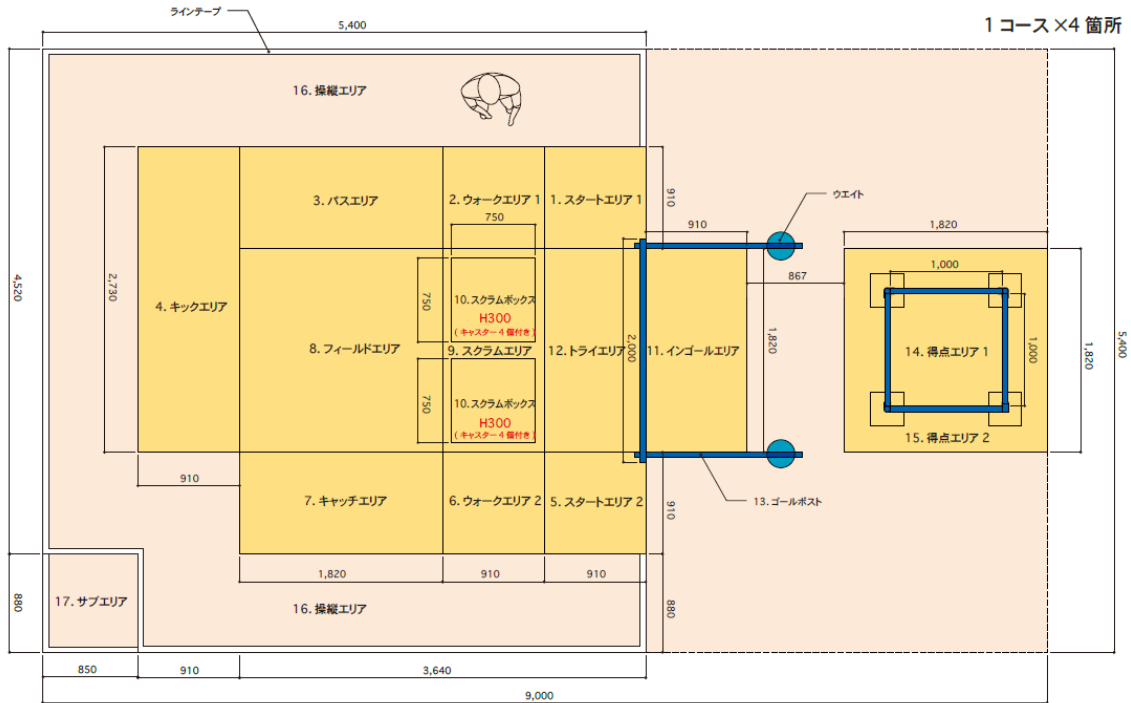 ラインテープ
5,400
1コース×4箇所
16. 操縦エリア
3. パスエリア
2. ウォークエリア 1
1. スタートエリア 1
910
ウエイト
750
910
1,820
4,520
2,730
4. キックエリア
750
10. スクラムボックス
H300
(キャスター4個付き)
8. フィールドエリア
9. スクラムエリア
12. トライエリア
2,000
11. インゴールエリア
867
1,820
1,000
14. 得点エリア 1
1,000
1,820
5,400
750
10. スクラムボックス
H300
(キャスター4個付き)
15. 得点エリア 2
910
7. キャッチエリア
6. ウォークエリア 2
5. スタートエリア 2
910
13. ゴールポスト
1,820
910
910
880
17. サブエリア
16. 操縦エリア
880
850
910
3,640
9,000